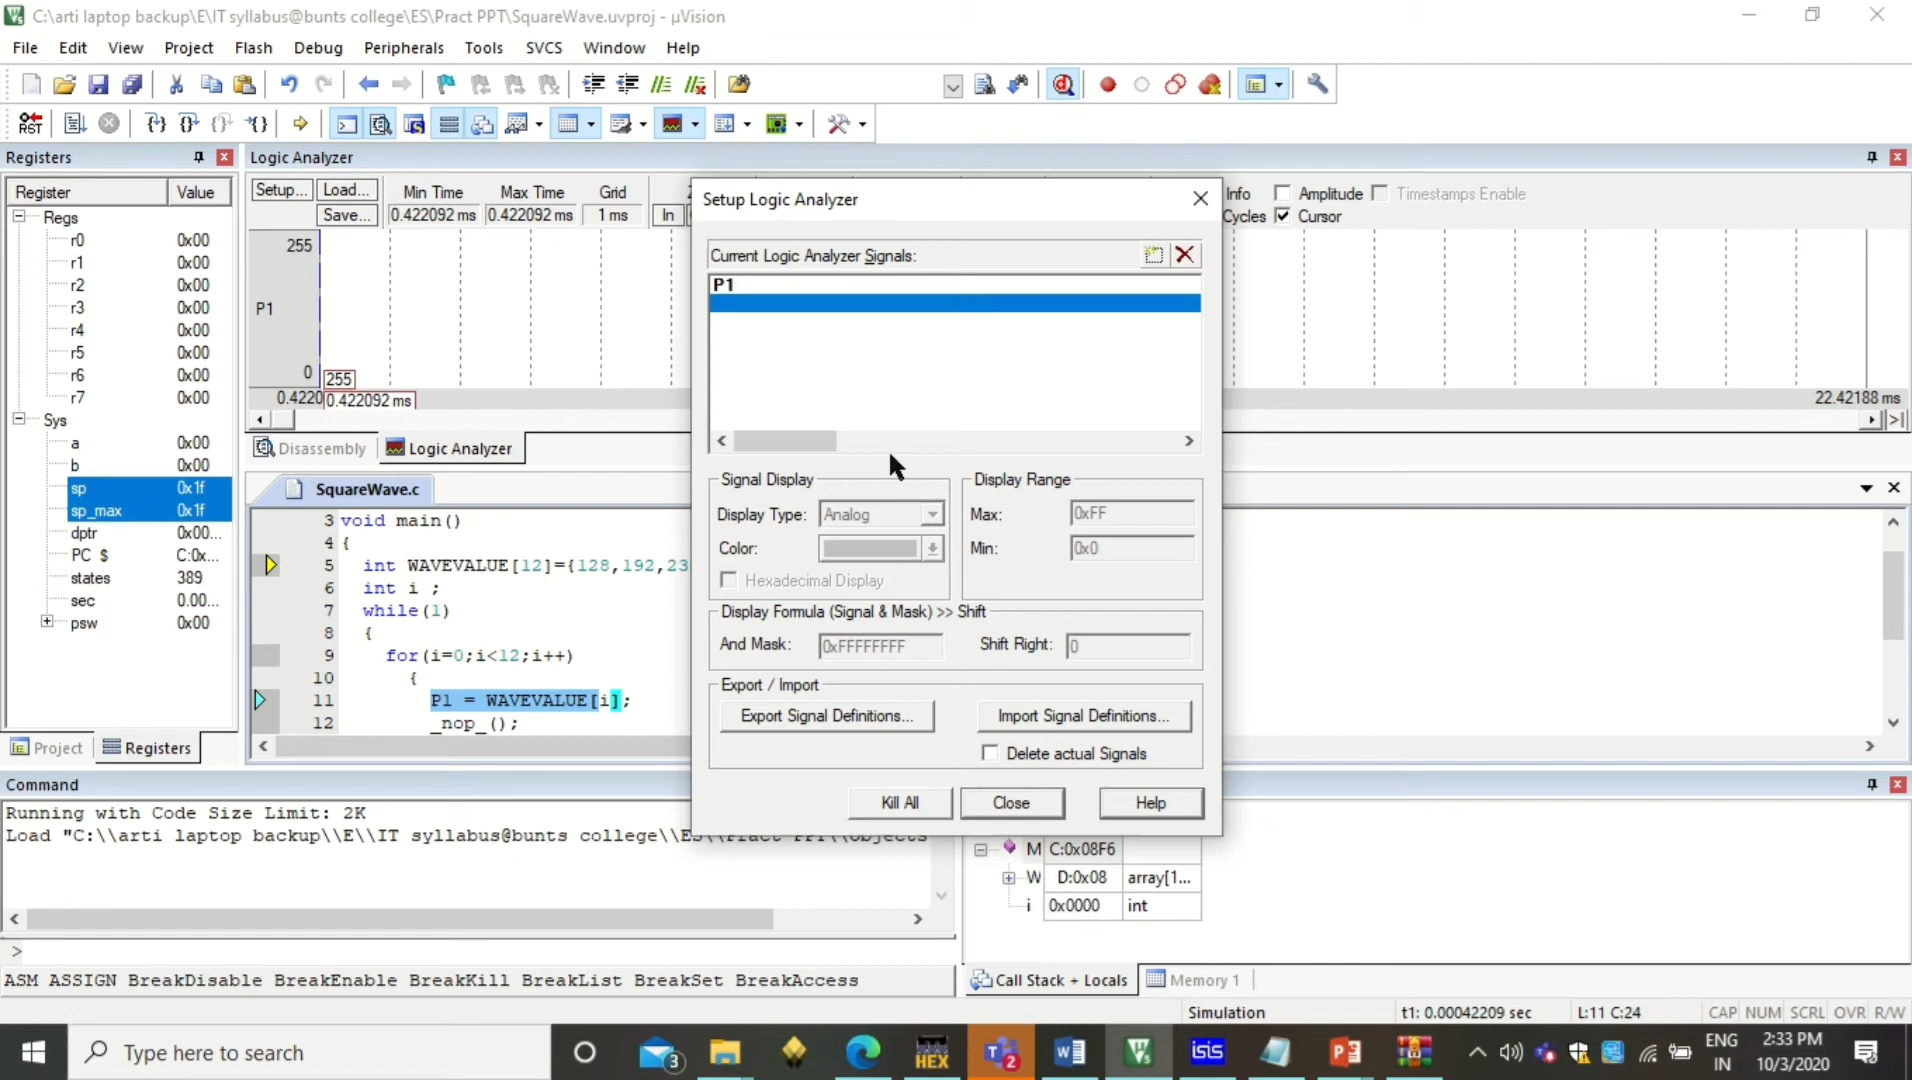 C:\arti laptop backup\E\IT syllabus@bunts college\ES\Pract PPT\SquareWave.uvproj - µVision
File Edit View Project Flash Debug Peripherals Tools SVCS Window Help
RST
Registers
Logic Analyzer
Register Value
Regs
r0 0x00
r1 0x00
r2 0x00
r3 0x00
r4 0x00
r5 0x00
r6 0x00
r7 0x00
Sys
a 0x00
b 0x00
sp 0x1f
sp_max 0x1f
dptr 0x00...
PC $ C:0x...
states 389
sec 0.00...
psw 0x00
Project Registers
Setup... Load... Min Time Max Time Grid
Save... 0.422092 ms 0.422092 ms 1 ms In
Info Amplitude Timestamps Enable
Cycles Cursor
255
P1
0 255
0.4220 0.422092 ms 22.42188 ms
Disassembly Logic Analyzer
SquareWave.c
3 void main()
4 {
5 int WAVEVALUE[12]={128,192,23
6 int i ;
7 while(1)
8 {
9 for(i=0;i<12;i++)
10 {
11 P1 = WAVEVALUE[i];
12 _nop_();
Setup Logic Analyzer
Current Logic Analyzer Signals:
P1
Signal Display
Display Type: Analog
Color:
Hexadecimal Display
Display Range
Max: 0xFF
Min: 0x0
Display Formula (Signal & Mask) >> Shift
And Mask: 0xFFFFFFFF Shift Right: 0
Export / Import
Export Signal Definitions... Import Signal Definitions...
Delete actual Signals
Kill All Close Help
Command
Running with Code Size Limit: 2K
Load "C:\\arti laptop backup\\E\\IT syllabus@bunts college\\ES\\Pract PPT\\Objects
>
ASM ASSIGN BreakDisable BreakEnable BreakKill BreakList BreakSet BreakAccess
M C:0x08F6
W D:0x08 array[1...
i 0x0000 int
Call Stack + Locals Memory 1
Simulation t1: 0.00042209 sec L:11 C:24 CAP NUM SCRL OVR R/W
Type here to search
3
HEX
2
isis
ENG
IN
2:33 PM
10/3/2020